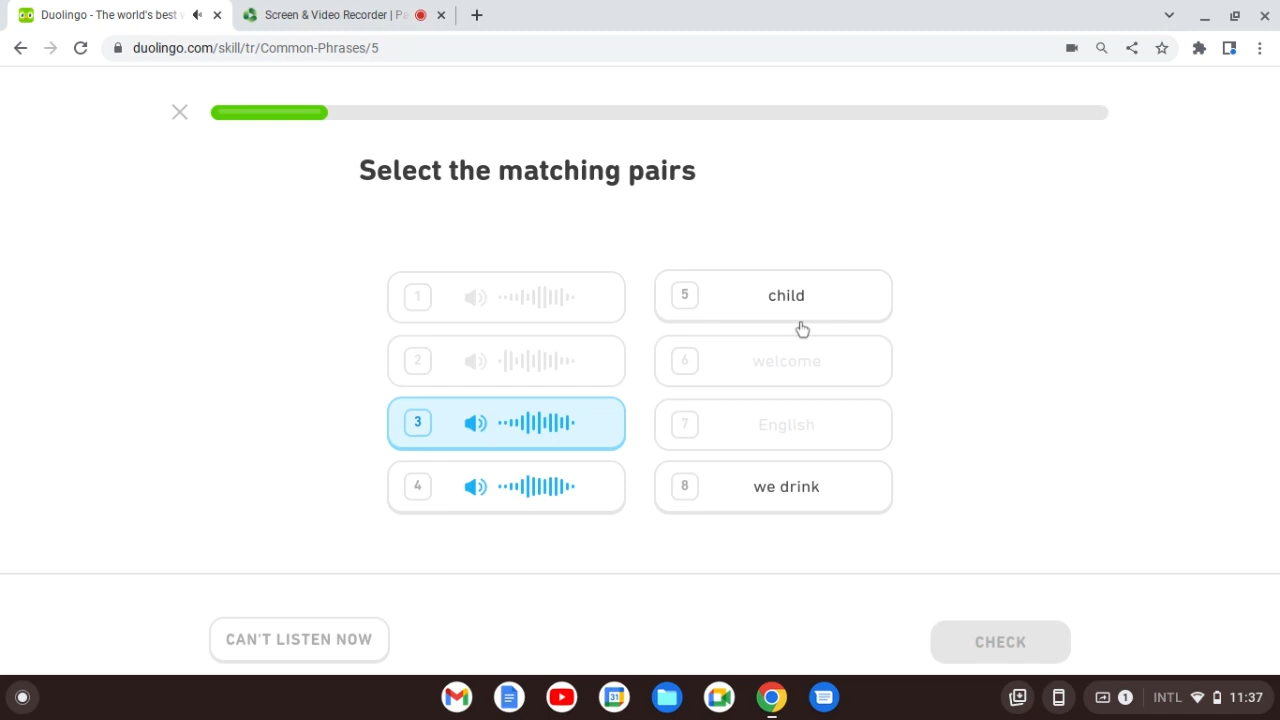 Duolingo - The world's best
Screen & Video Recorder | Pa
duolingo.com/skill/tr/Common-Phrases/5
Select the matching pairs
1
5 child
2
6 welcome
3
7 English
4
8 we drink
CAN'T LISTEN NOW
CHECK
31
1 INTL 11:37